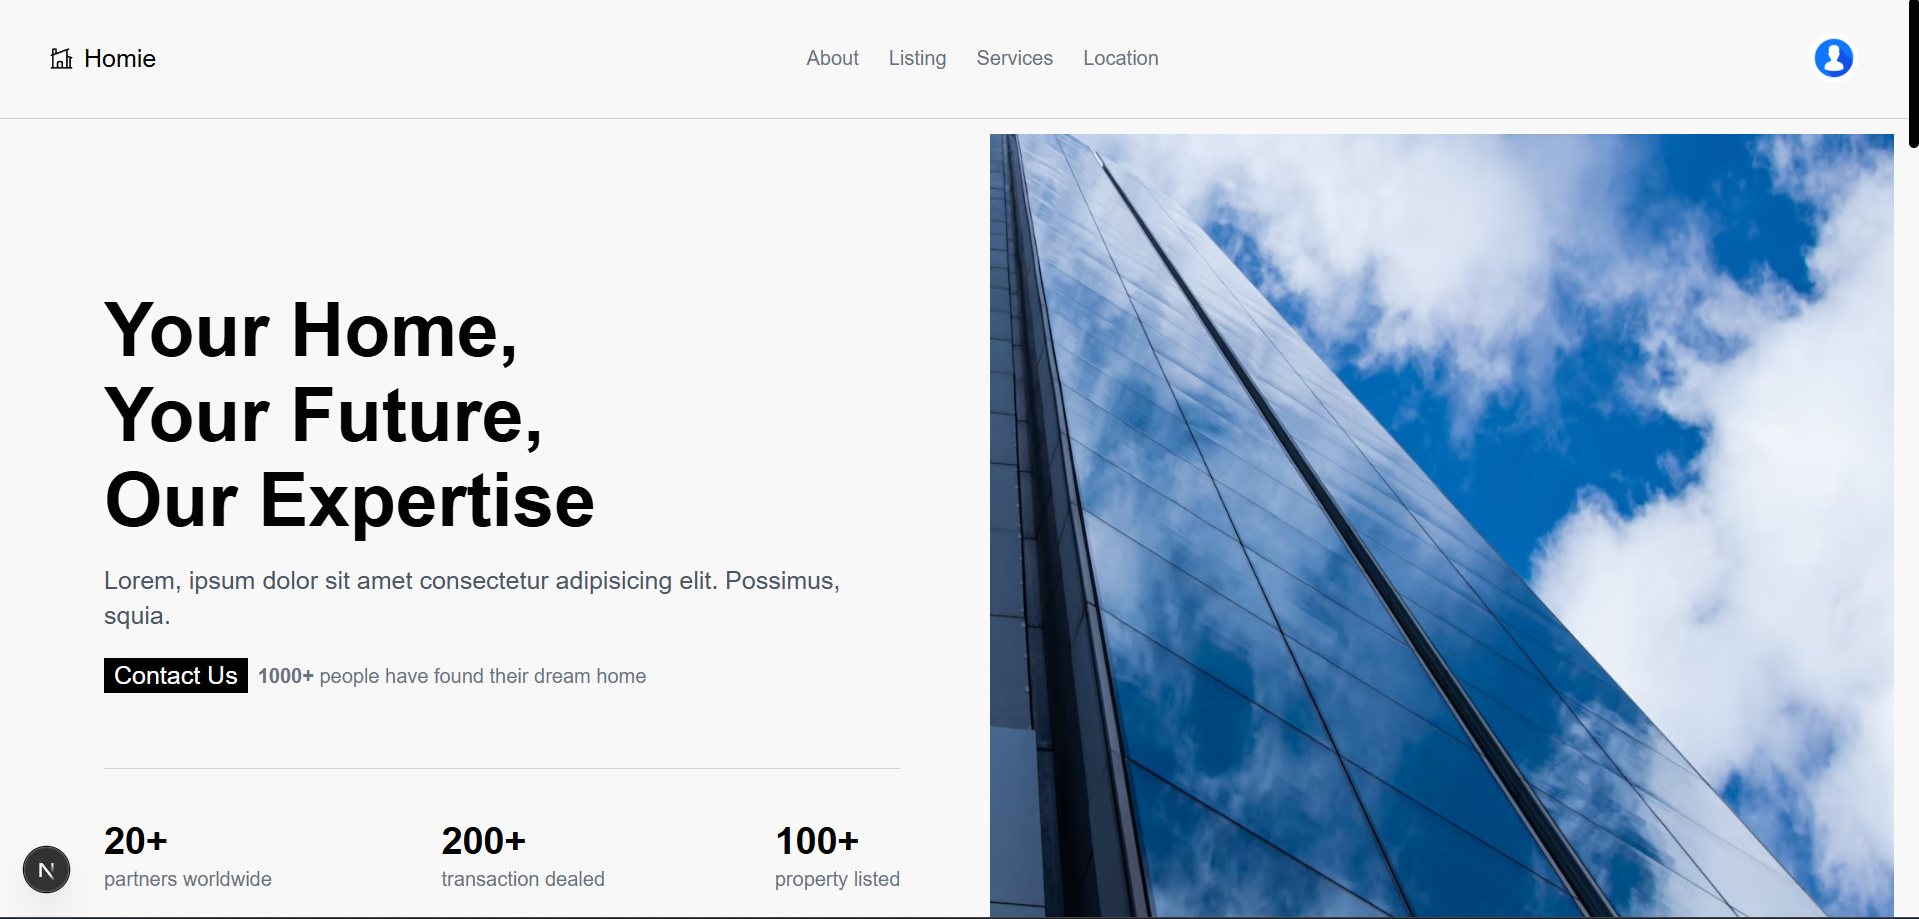 Homie
About Listing Services Location
Your Home,
Your Future,
Our Expertise
Lorem, ipsum dolor sit amet consectetur adipisicing elit. Possimus,
squia.
Contact Us 1000+ people have found their dream home
20+ 200+ 100+
partners worldwide transaction dealed property listed
N